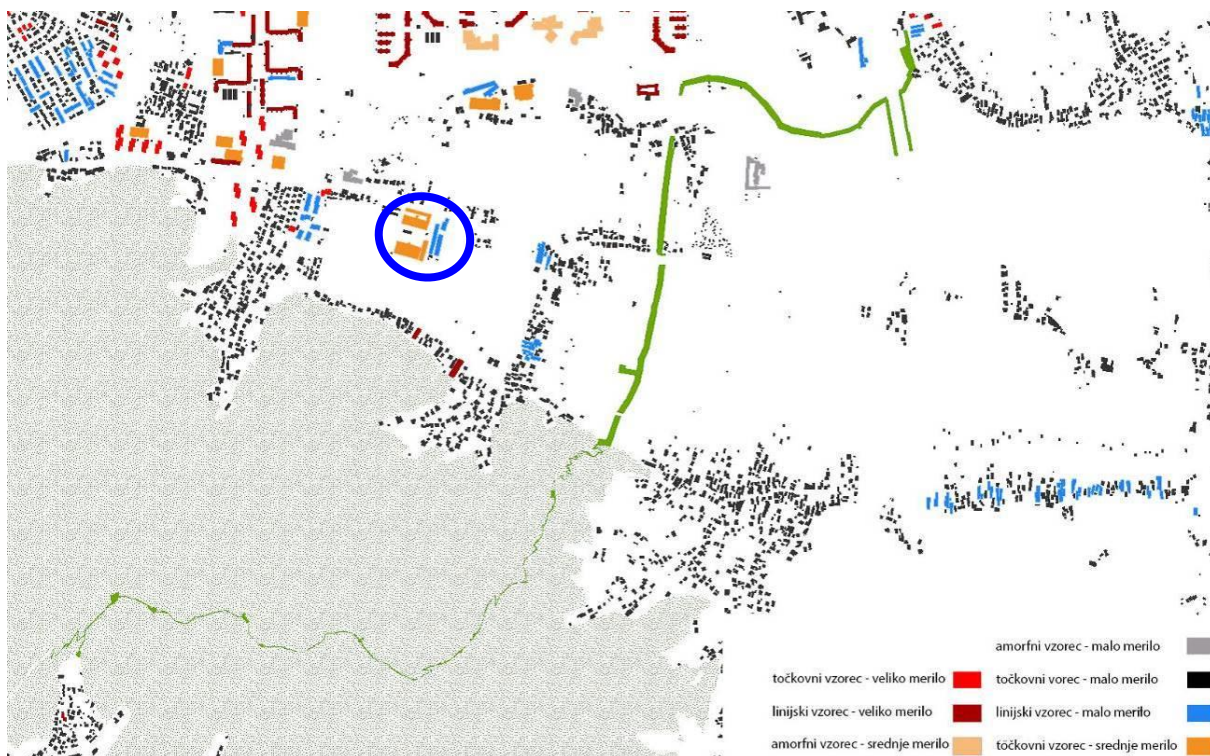 amorfni vzorec - malo merilo
točkovni vzorec - veliko merilo točkovni vorec - malo merilo
linijski vzorec - veliko merilo linijski vzorec - malo merilo
amorfni vzorec - srednje merilo točkovni vzorec - srednje merilo